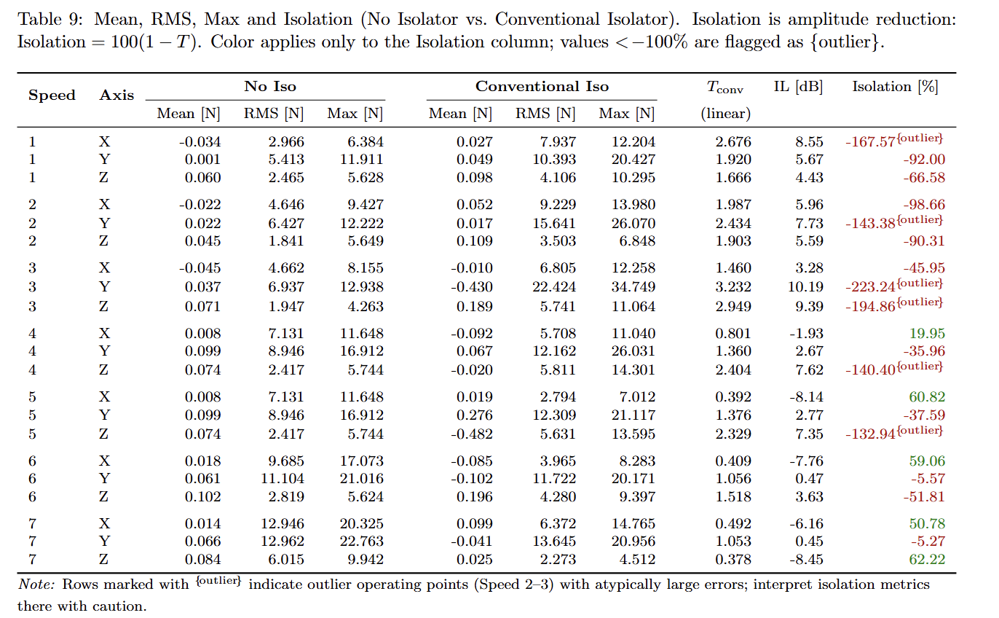 Table 9: Mean, RMS, Max and Isolation (No Isolator vs. Conventional Isolator). Isolation is amplitude reduction:
Isolation = 100(1 − T). Color applies only to the Isolation column; values < −100% are flagged as {outlier}.
Speed Axis No Iso Conventional Iso T_conv IL [dB] Isolation [%]
Mean [N] RMS [N] Max [N] Mean [N] RMS [N] Max [N] (linear)
1 X -0.034 2.966 6.384 0.027 7.937 12.204 2.676 8.55 -167.57{outlier}
1 Y 0.001 5.413 11.911 0.049 10.393 20.427 1.920 5.67 -92.00
1 Z 0.060 2.465 5.628 0.098 4.106 10.295 1.666 4.43 -66.58
2 X -0.022 4.646 9.427 0.052 9.229 13.980 1.987 5.96 -98.66
2 Y 0.022 6.427 12.222 0.017 15.641 26.070 2.434 7.73 -143.38{outlier}
2 Z 0.045 1.841 5.649 0.109 3.503 6.848 1.903 5.59 -90.31
3 X -0.045 4.662 8.155 -0.010 6.805 12.258 1.460 3.28 -45.95
3 Y 0.037 6.937 12.938 -0.430 22.424 34.749 3.232 10.19 -223.24{outlier}
3 Z 0.071 1.947 4.263 0.189 5.741 11.064 2.949 9.39 -194.86{outlier}
4 X 0.008 7.131 11.648 -0.092 5.708 11.040 0.801 -1.93 19.95
4 Y 0.099 8.946 16.912 0.067 12.162 26.031 1.360 2.67 -35.96
4 Z 0.074 2.417 5.744 -0.020 5.811 14.301 2.404 7.62 -140.40{outlier}
5 X 0.008 7.131 11.648 0.019 2.794 7.012 0.392 -8.14 60.82
5 Y 0.099 8.946 16.912 0.276 12.309 21.117 1.376 2.77 -37.59
5 Z 0.074 2.417 5.744 -0.482 5.631 13.595 2.329 7.35 -132.94{outlier}
6 X 0.018 9.685 17.073 -0.085 3.965 8.283 0.409 -7.76 59.06
6 Y 0.061 11.104 21.016 -0.102 11.722 20.171 1.056 0.47 -5.57
6 Z 0.102 2.819 5.624 0.196 4.280 9.397 1.518 3.63 -51.81
7 X 0.014 12.946 20.325 0.099 6.372 14.765 0.492 -6.16 50.78
7 Y 0.066 12.962 22.763 -0.041 13.645 20.956 1.053 0.45 -5.27
7 Z 0.084 6.015 9.942 0.025 2.273 4.512 0.378 -8.45 62.22
Note: Rows marked with {outlier} indicate outlier operating points (Speed 2–3) with atypically large errors; interpret isolation metrics
there with caution.